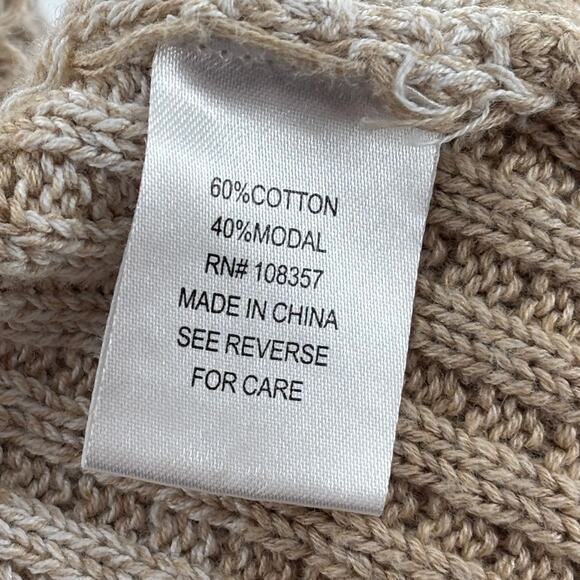 60%COTTON
40%MODAL
RN# 108357
MADE IN CHINA
SEE REVERSE
FOR CARE